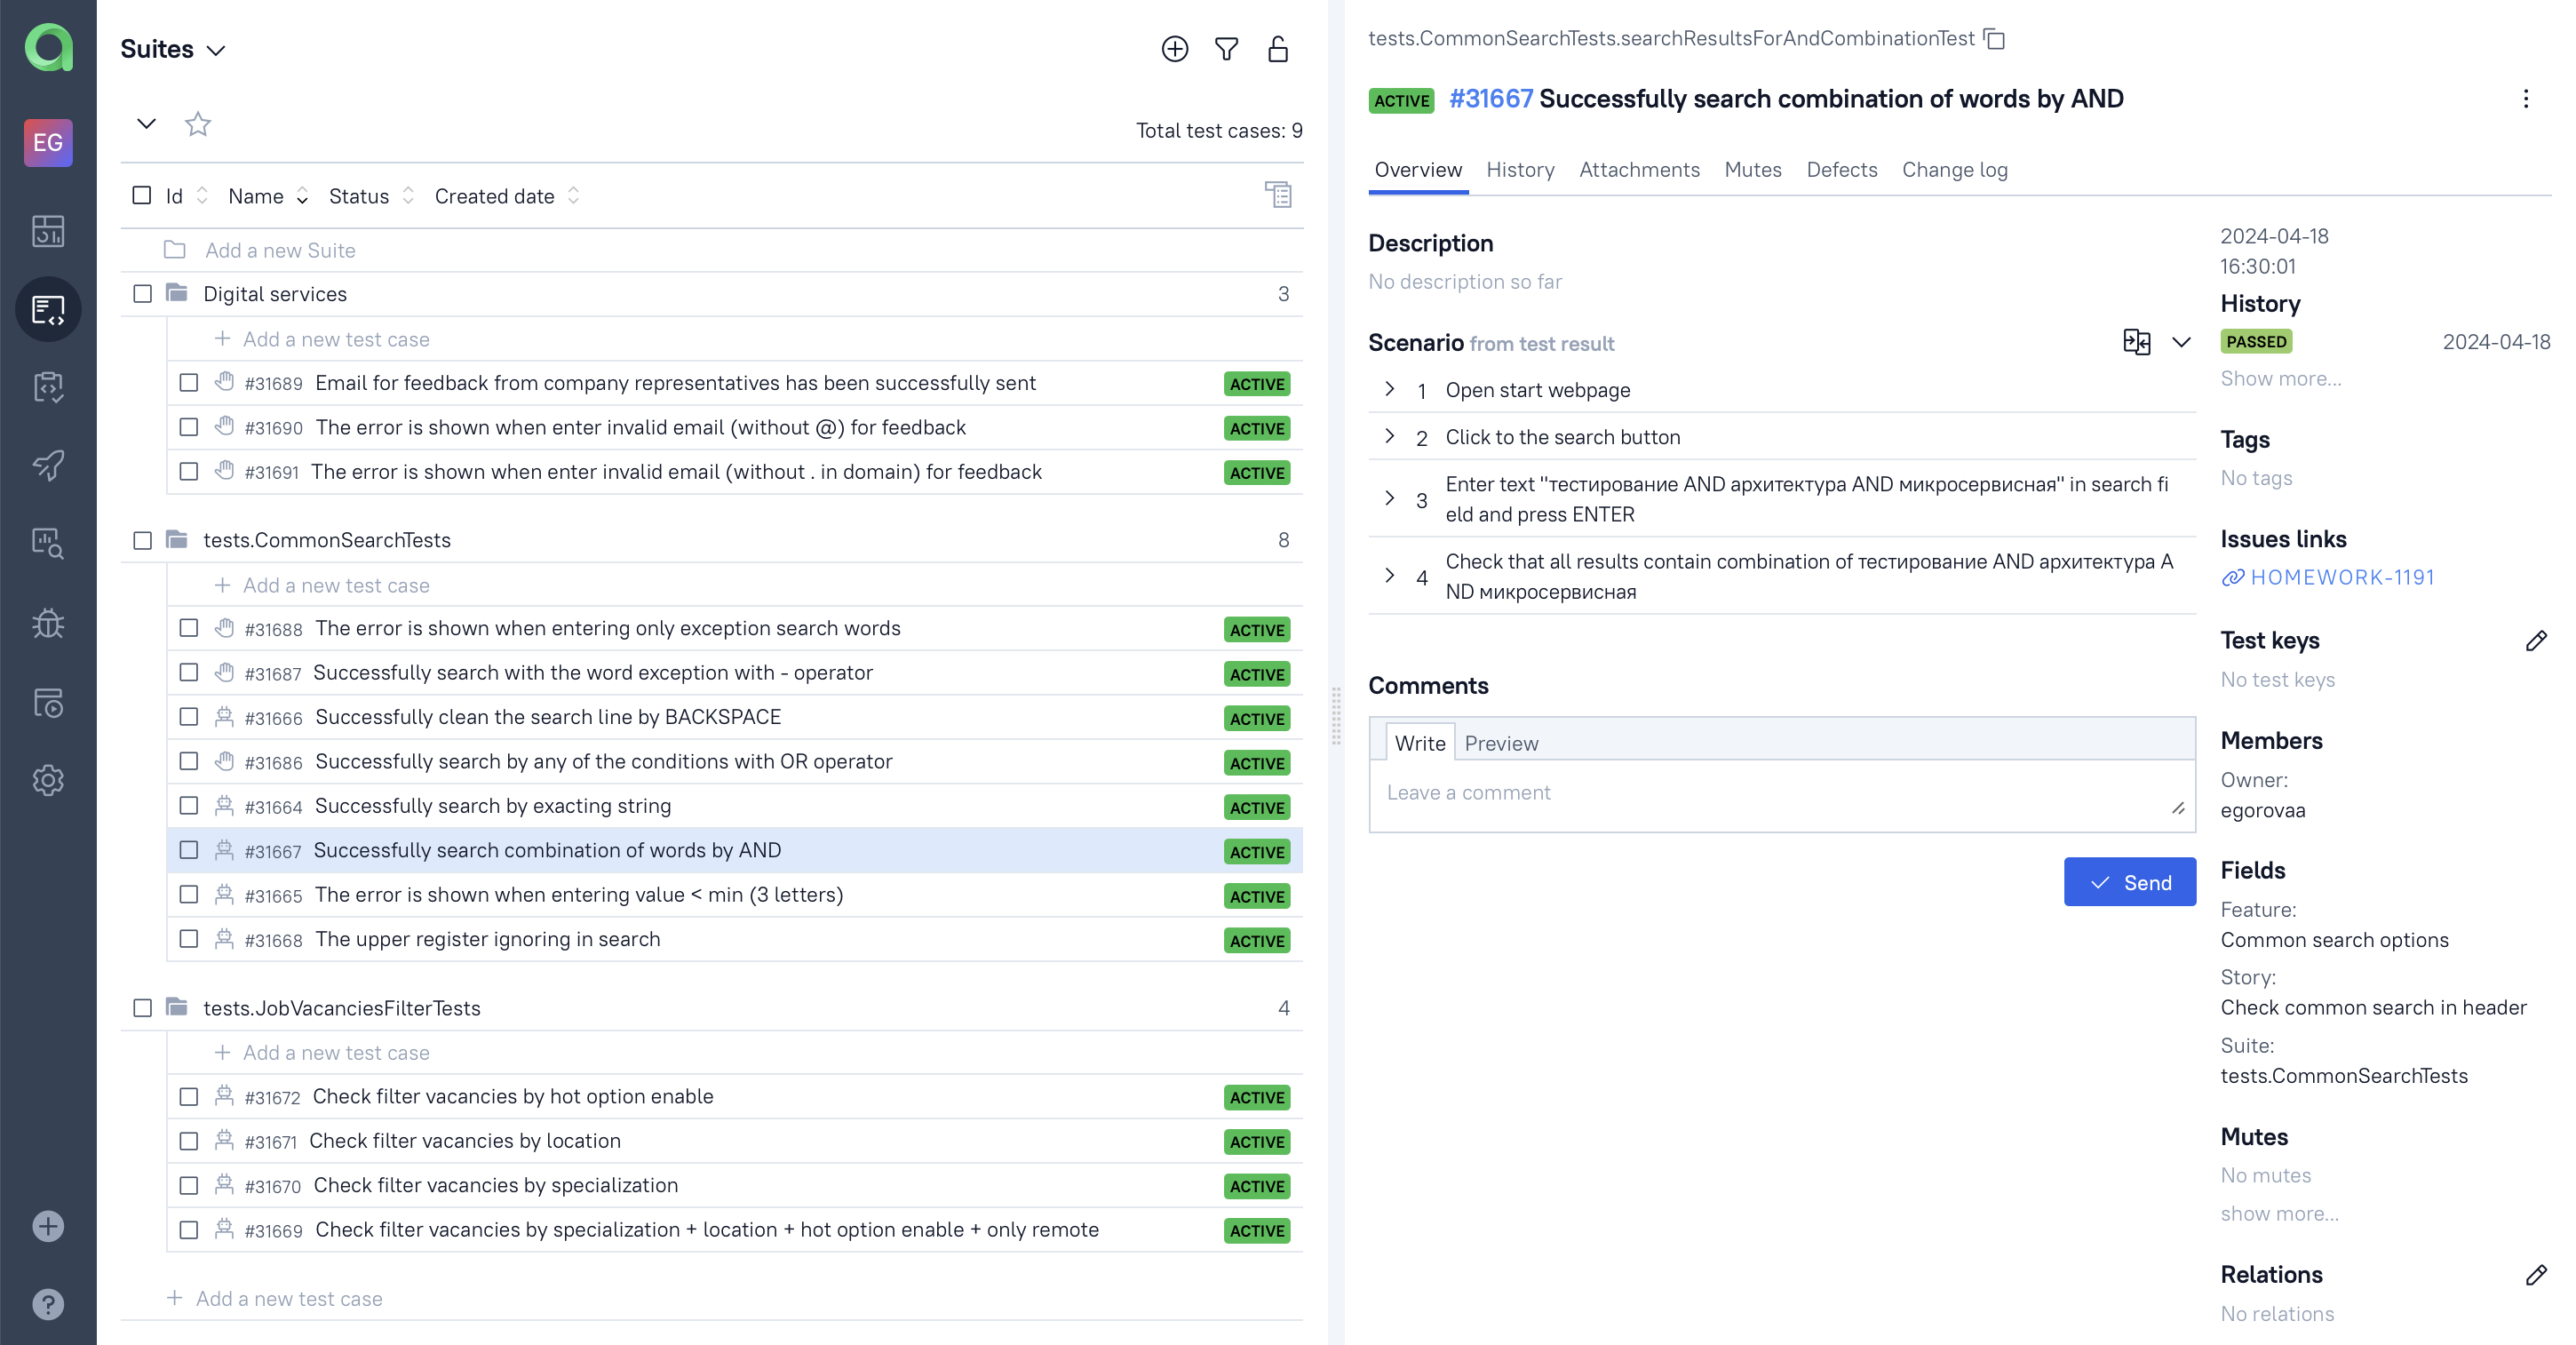 EG
Suites
Total test cases: 9
Id Name Status Created date
Add a new Suite
Digital services 3
Add a new test case
#31689 Email for feedback from company representatives has been successfully sent ACTIVE
#31690 The error is shown when enter invalid email (without @) for feedback ACTIVE
#31691 The error is shown when enter invalid email (without . in domain) for feedback ACTIVE
tests.CommonSearchTests 8
Add a new test case
#31688 The error is shown when entering only exception search words ACTIVE
#31687 Successfully search with the word exception with - operator ACTIVE
#31666 Successfully clean the search line by BACKSPACE ACTIVE
#31686 Successfully search by any of the conditions with OR operator ACTIVE
#31664 Successfully search by exacting string ACTIVE
#31667 Successfully search combination of words by AND ACTIVE
#31665 The error is shown when entering value < min (3 letters) ACTIVE
#31668 The upper register ignoring in search ACTIVE
tests.JobVacanciesFilterTests 4
Add a new test case
#31672 Check filter vacancies by hot option enable ACTIVE
#31671 Check filter vacancies by location ACTIVE
#31670 Check filter vacancies by specialization ACTIVE
#31669 Check filter vacancies by specialization + location + hot option enable + only remote ACTIVE
Add a new test case
tests.CommonSearchTests.searchResultsForAndCombinationTest
ACTIVE #31667 Successfully search combination of words by AND
Overview History Attachments Mutes Defects Change log
Description
No description so far
Scenario from test result
1 Open start webpage
2 Click to the search button
3 Enter text "тестирование AND архитектура AND микросервисная" in search fi
eld and press ENTER
4 Check that all results contain combination of тестирование AND архитектура A
ND микросервисная
Comments
Write Preview
Leave a comment
Send
2024-04-18
16:30:01
History
PASSED 2024-04-18
Show more...
Tags
No tags
Issues links
HOMEWORK-1191
Test keys
No test keys
Members
Owner:
egorovaa
Fields
Feature:
Common search options
Story:
Check common search in header
Suite:
tests.CommonSearchTests
Mutes
No mutes
show more...
Relations
No relations